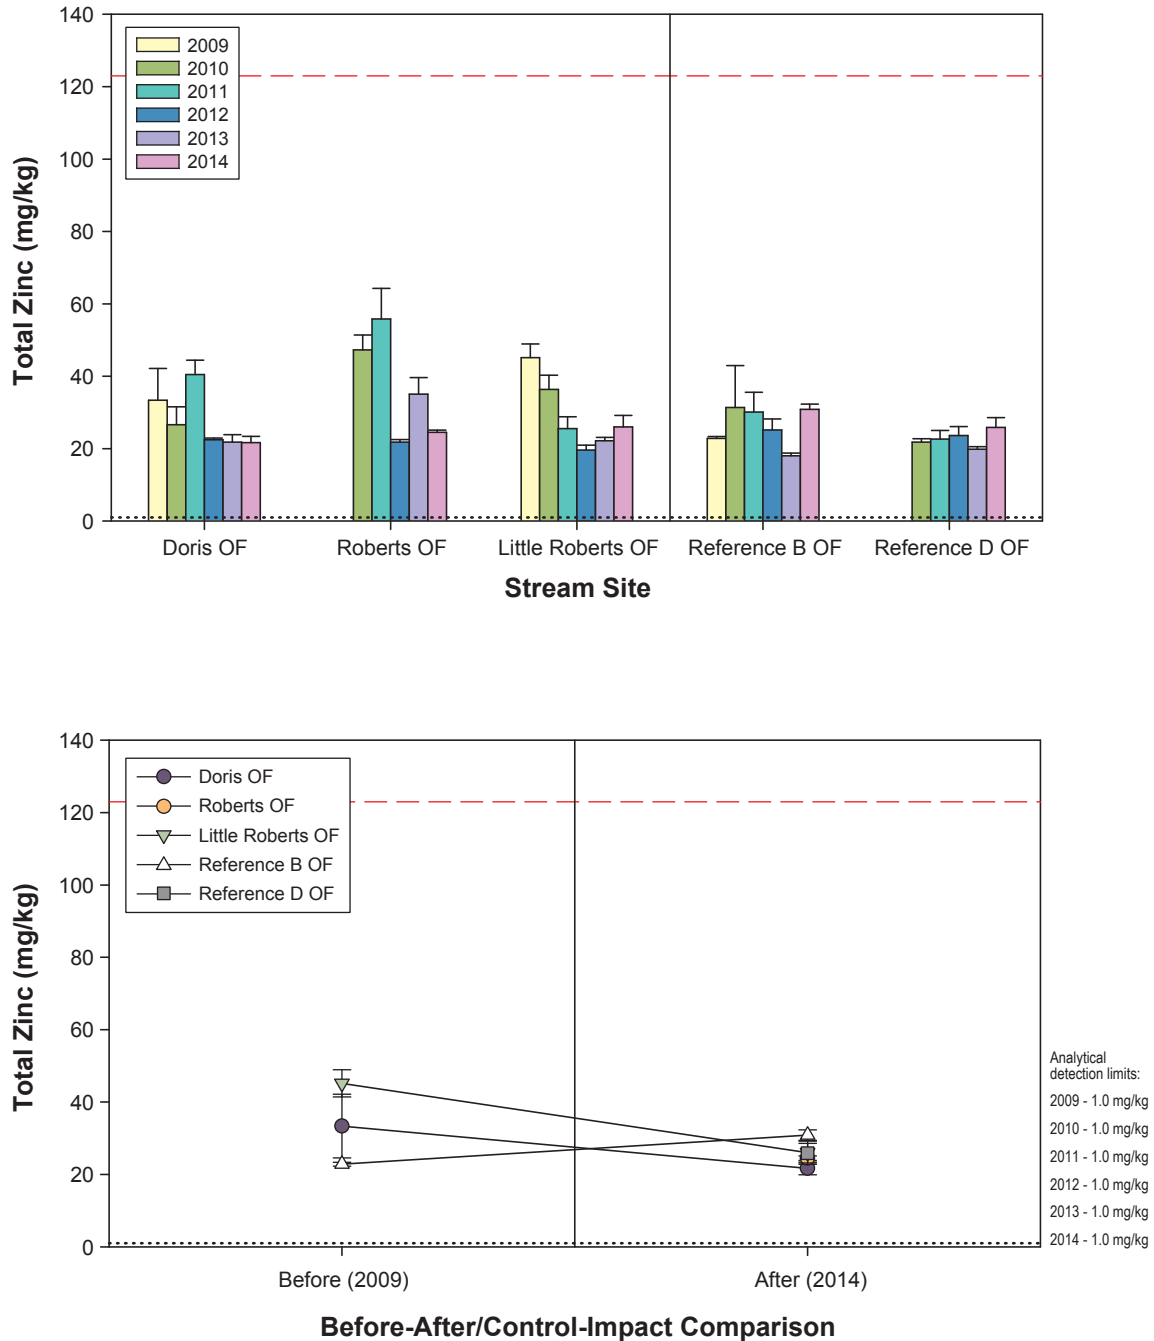 140
120
100
80
60
40
20
0
Total Zinc (mg/kg)
2009
2010
2011
2012
2013
2014
Doris OF
Roberts OF
Little Roberts OF
Reference B OF
Reference D OF
Stream Site
140
120
100
80
60
40
20
0
Total Zinc (mg/kg)
Doris OF
Roberts OF
Little Roberts OF
Reference B OF
Reference D OF
Analytical
detection limits:
2009 - 1.0 mg/kg
2010 - 1.0 mg/kg
2011 - 1.0 mg/kg
2012 - 1.0 mg/kg
2013 - 1.0 mg/kg
2014 - 1.0 mg/kg
Before (2009)
After (2014)
Before-After/Control-Impact Comparison